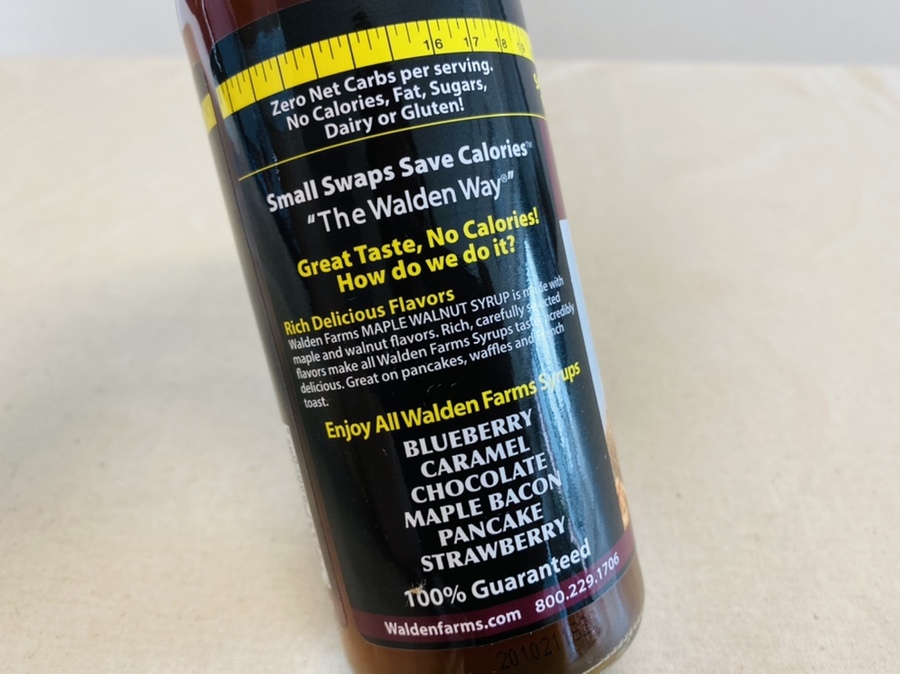 16 17 18 19
Zero Net Carbs per serving.
No Calories, Fat, Sugars,
Dairy or Gluten!
Small Swaps Save Calories™
"The Walden Way®"
Great Taste, No Calories!
How do we do it?
Rich Delicious Flavors
Walden Farms MAPLE WALNUT SYRUP is made with
maple and walnut flavors. Rich, carefully selected
flavors make all Walden Farms Syrups taste incredibly
delicious. Great on pancakes, waffles and French
toast.
Enjoy All Walden Farms Syrups
BLUEBERRY
CARAMEL
CHOCOLATE
MAPLE BACON
PANCAKE
STRAWBERRY
100% Guaranteed
Waldenfarms.com 800.229.1706